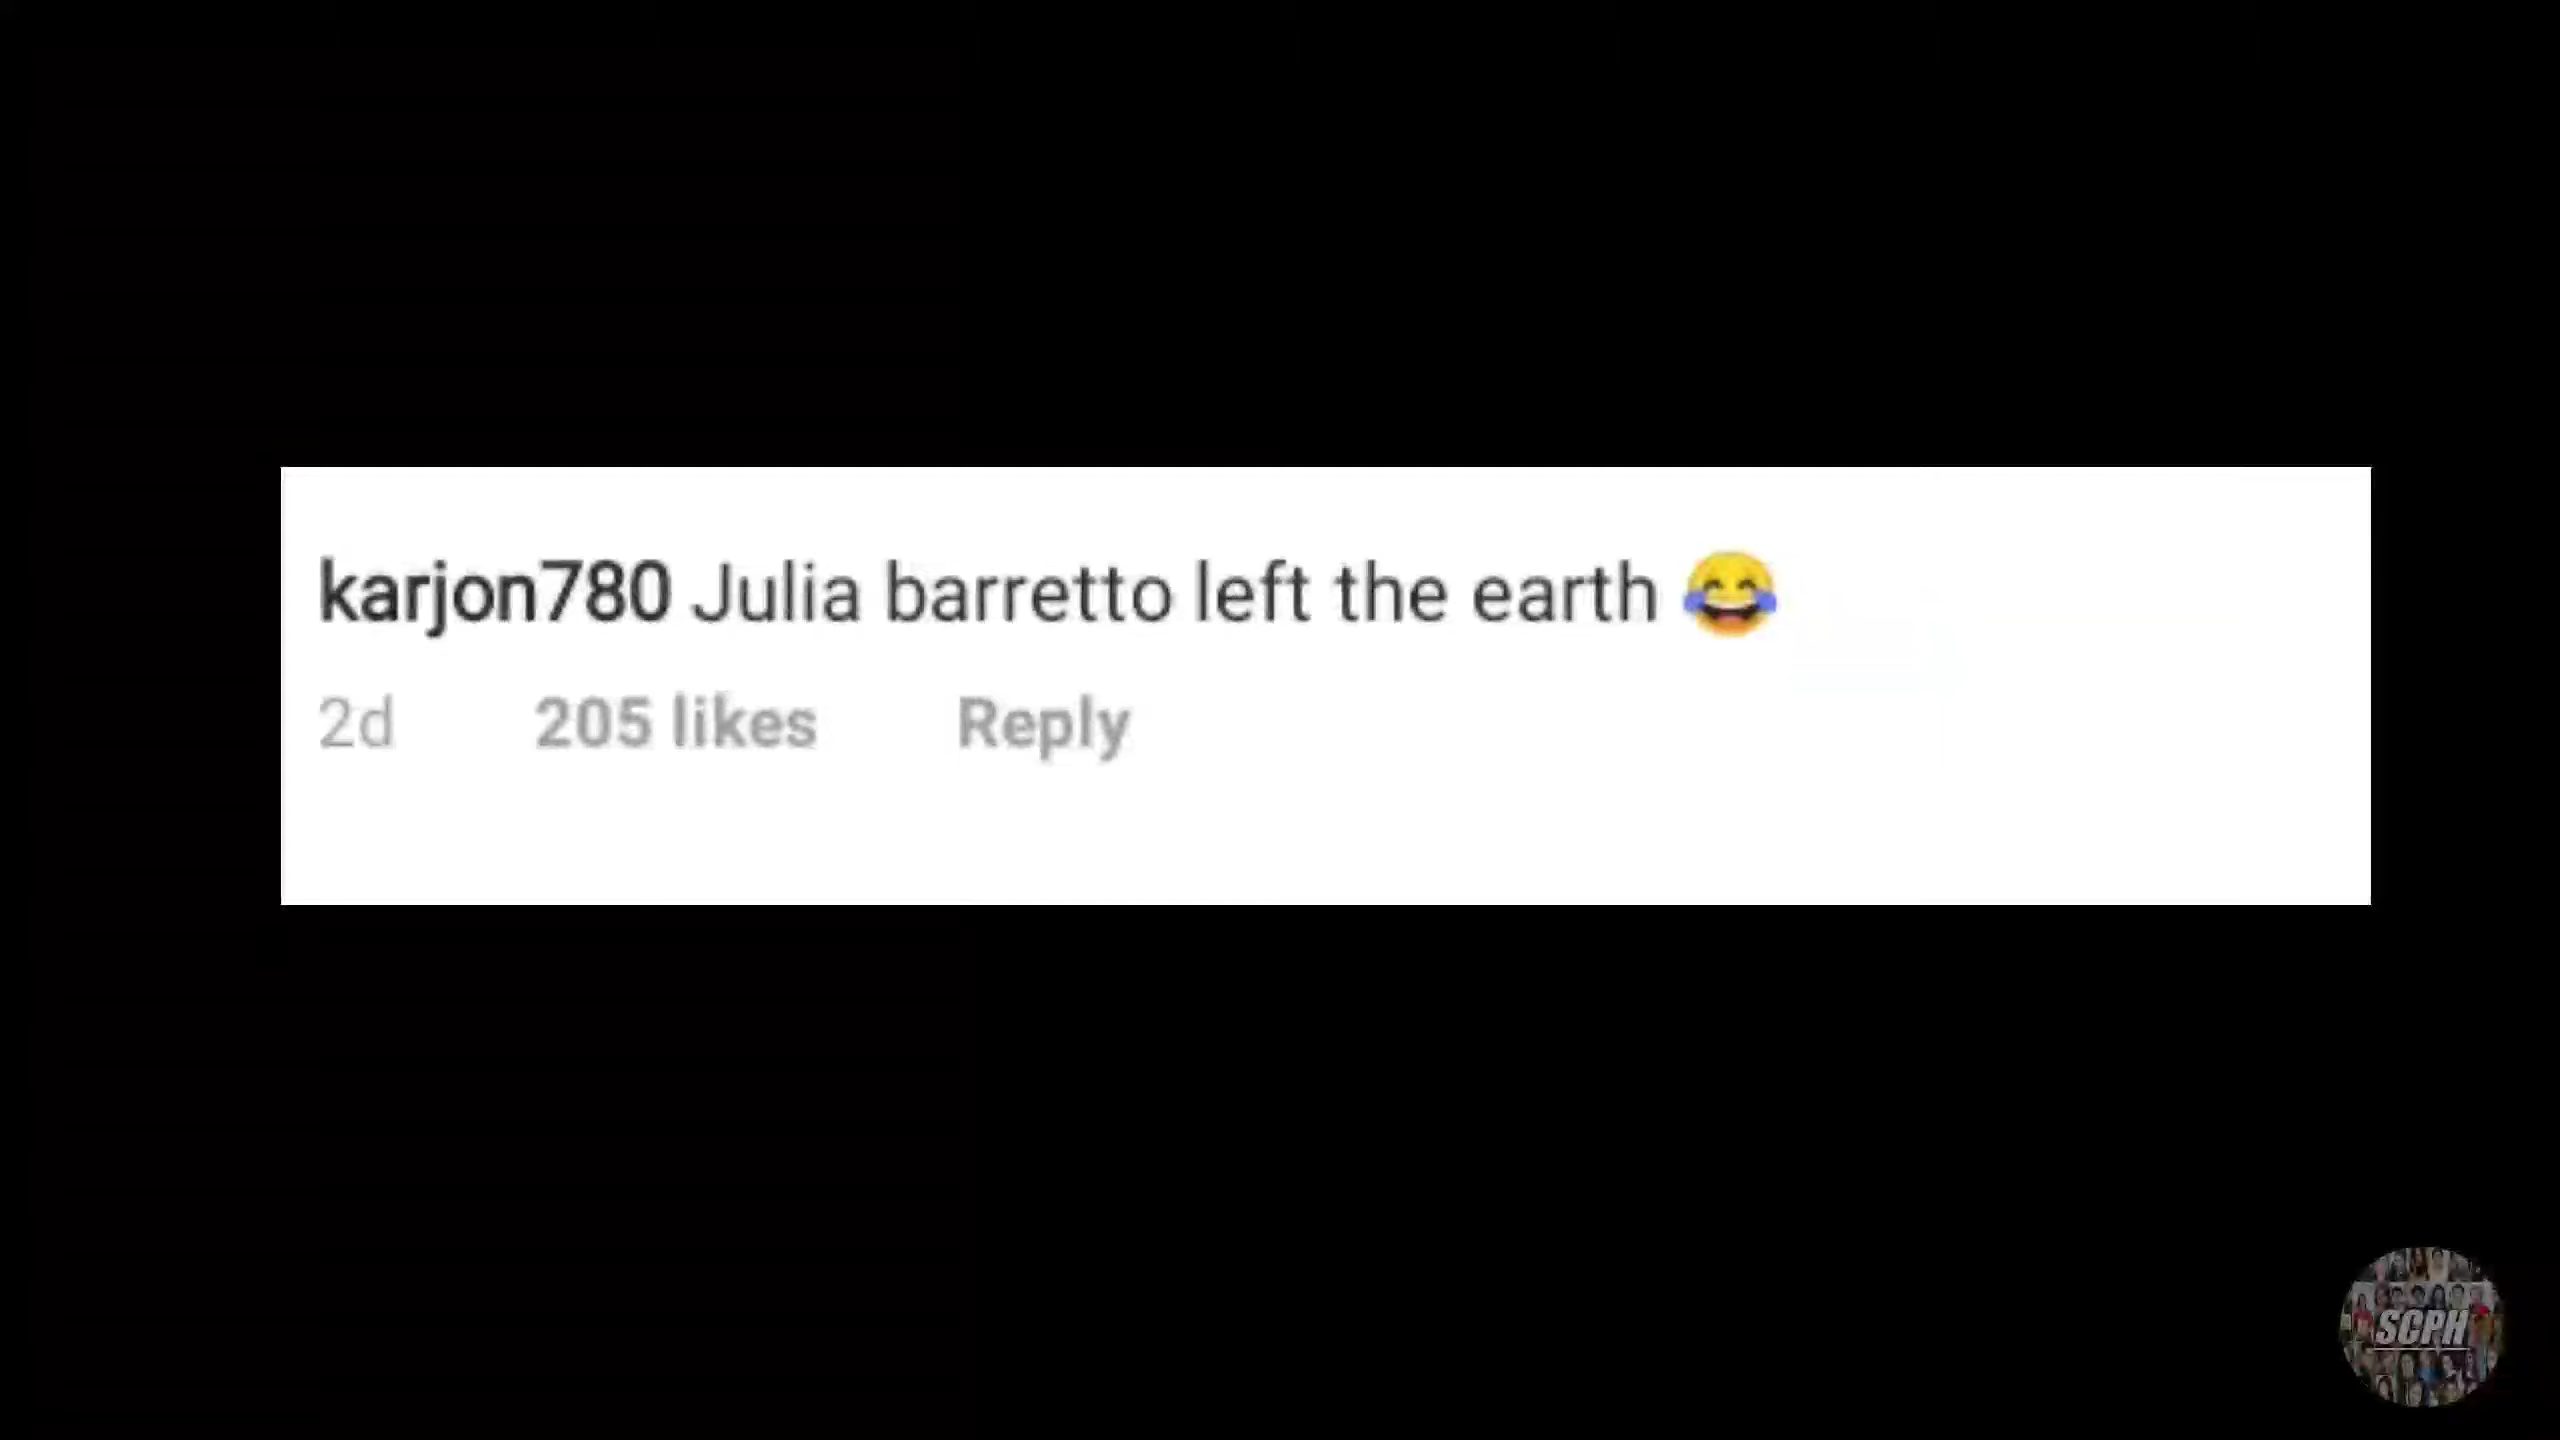 karjon780 Julia barretto left the earth 😂
2d 205 likes Reply
SCPH